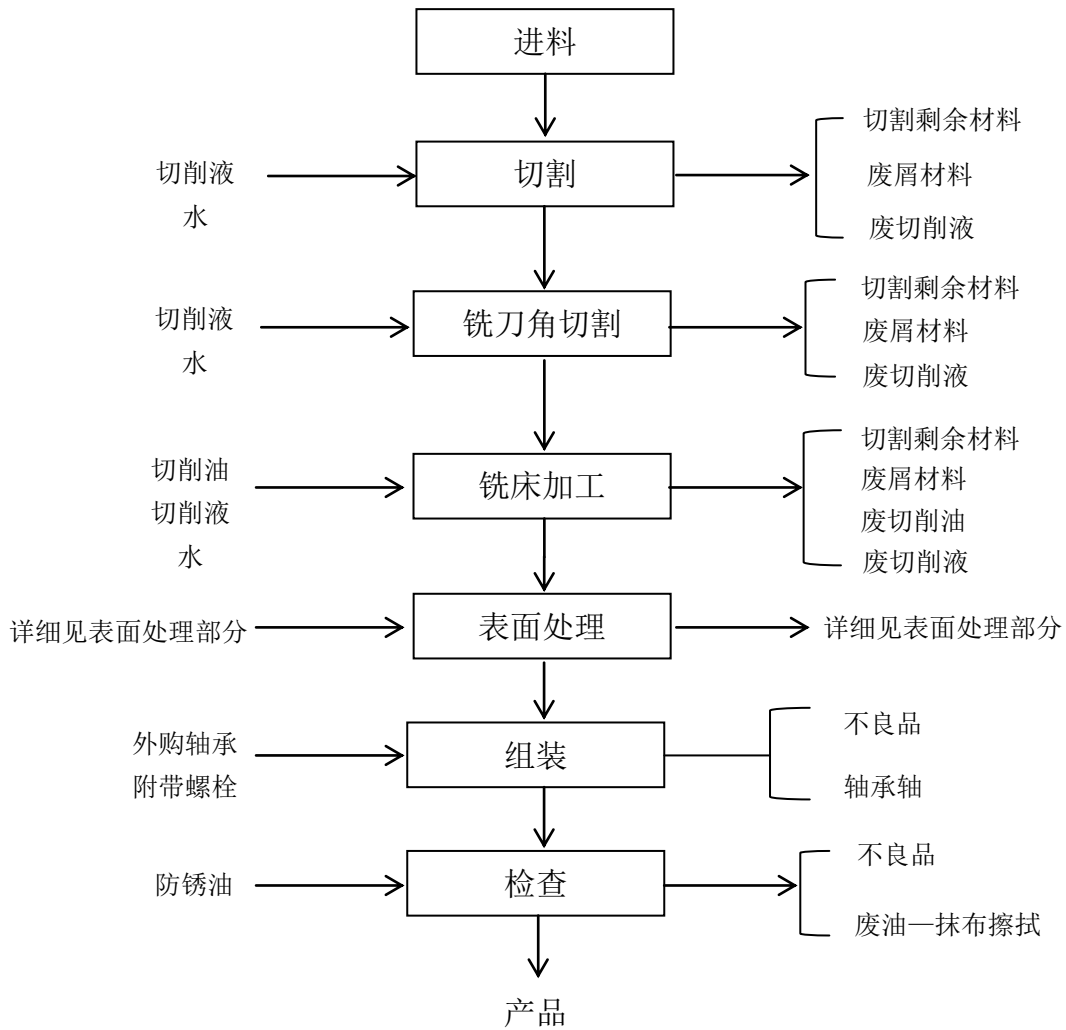 进料
切削液
水
切割
切割剩余材料
废屑材料
废切削液
切削液
水
铣刀角切割
切割剩余材料
废屑材料
废切削液
切削油
切削液
水
铣床加工
切割剩余材料
废屑材料
废切削油
废切削液
详细见表面处理部分
表面处理
详细见表面处理部分
外购轴承
附带螺栓
组装
不良品
轴承轴
防锈油
检查
不良品
废油—抹布擦拭
产品